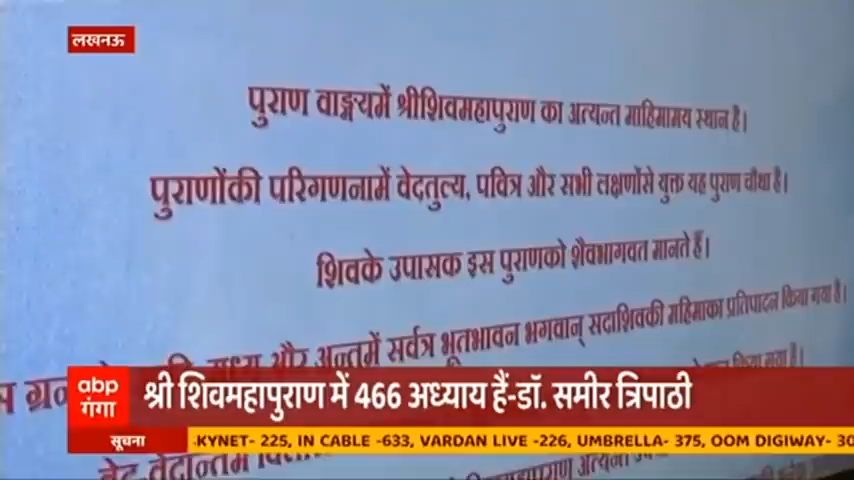 लखनऊ
पुराण वाङ्मयमें श्रीशिवमहापुराण का अत्यन्त माहिमामय स्थान है।
पुराणोंकी परिगणनामें वेदतुल्य, पवित्र और सभी लक्षणोंसे युक्त यह पुराण चौथा है।
शिवके उपासक इस पुराणको शैवभागवत मानते हैं।
और अन्तमें सर्वत्र भूतभावन भगवान् सदाशिवकी महिमाका प्रतिपादन किया गया है।
abp गंगा
श्री शिवमहापुराण में 466 अध्याय हैं-डॉ. समीर त्रिपाठी
सूचना
KYNET- 225, IN CABLE -633, VARDAN LIVE -226, UMBRELLA- 375, OOM DIGIWAY- 30